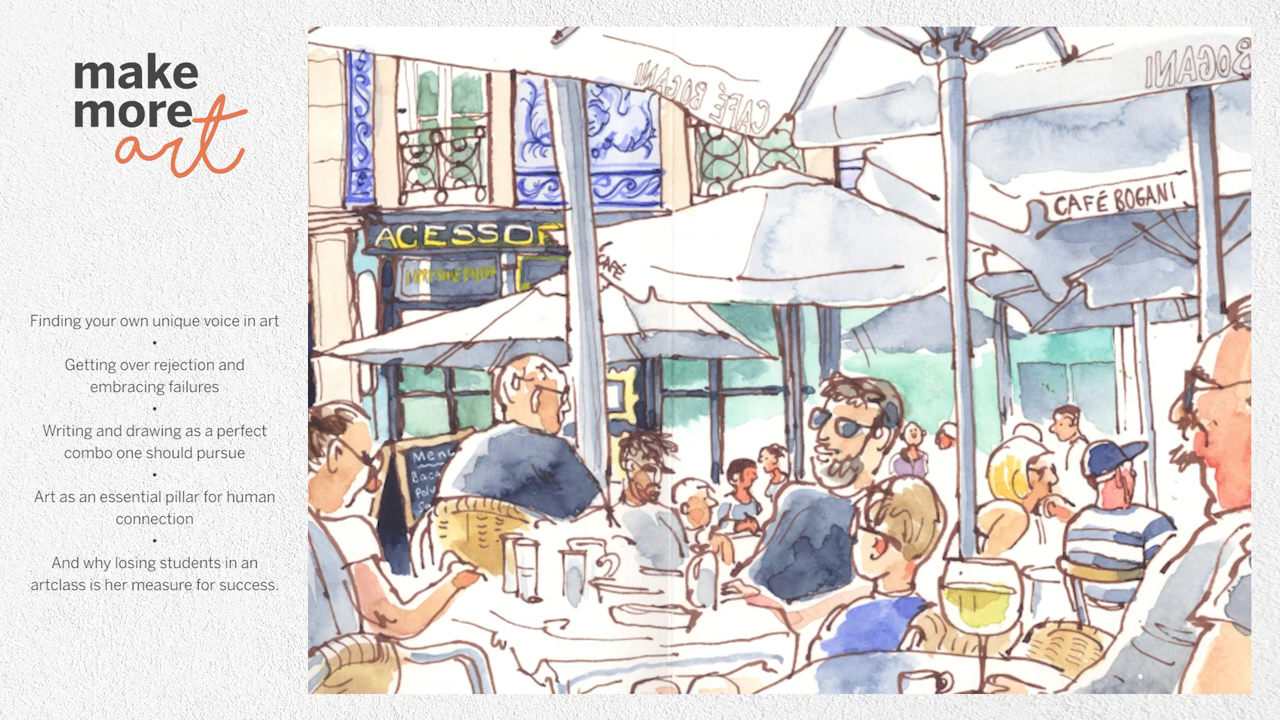 make
more
art
Finding your own unique voice in art
•
Getting over rejection and
embracing failures
•
Writing and drawing as a perfect
combo one should pursue
•
Art as an essential pillar for human
connection
•
And why losing students in an
artclass is her measure for success.
CAFÉ BOGANI
BOGANI
CAFÉ BOGANI
ACESSOR
CAFÉ
Menu
Baca
Polv